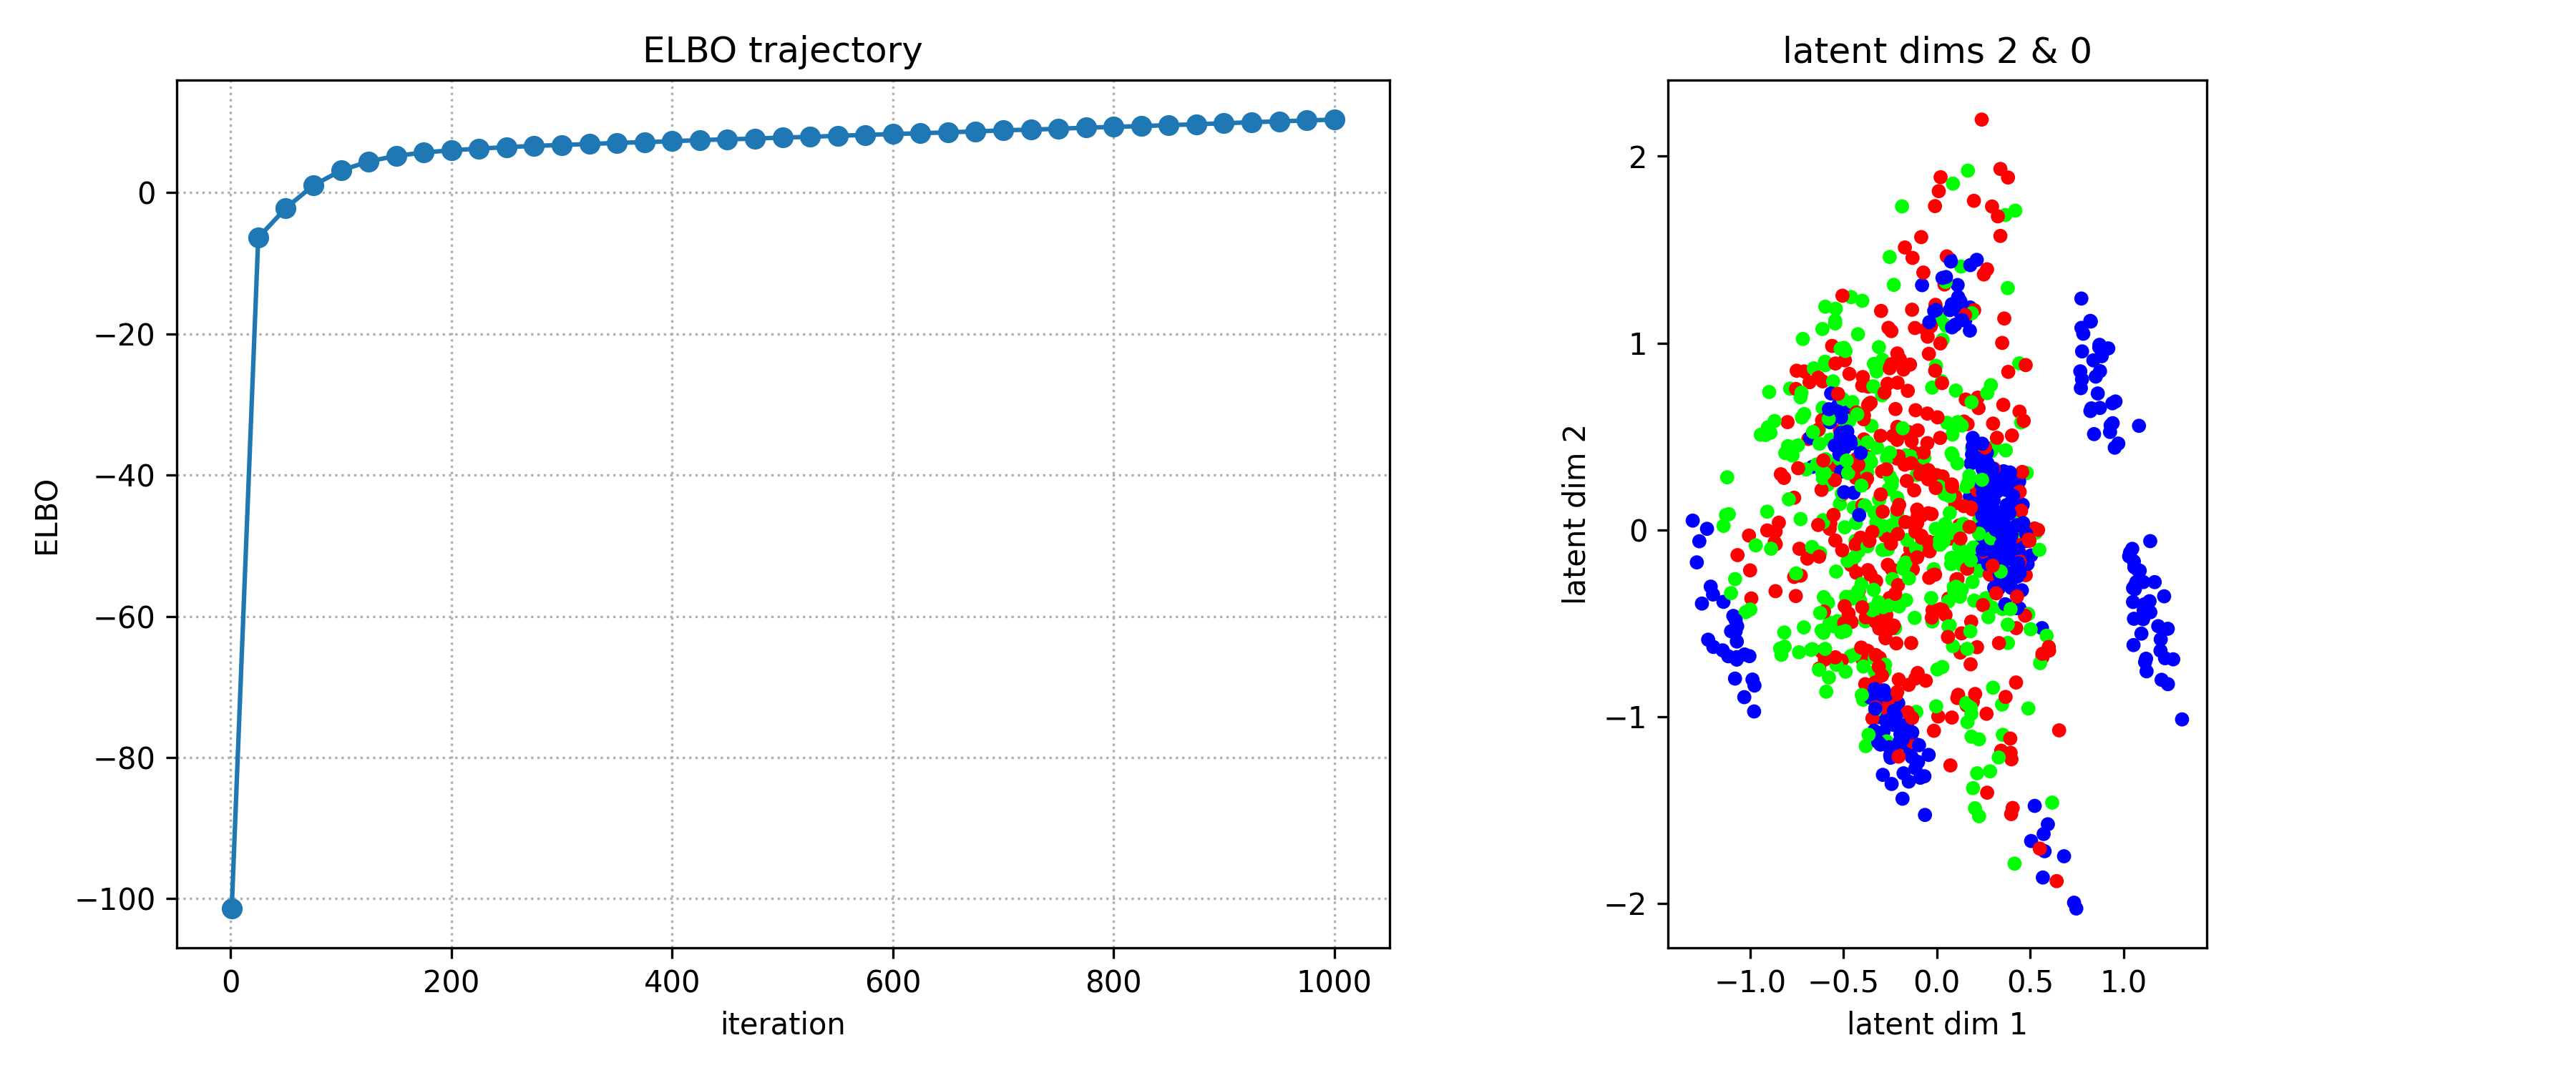 ELBO trajectory
0
−20
−40
−60
−80
−100
ELBO
0 200 400 600 800 1000
iteration
latent dims 2 & 0
2
1
0
−1
−2
latent dim 2
−1.0 −0.5 0.0 0.5 1.0
latent dim 1